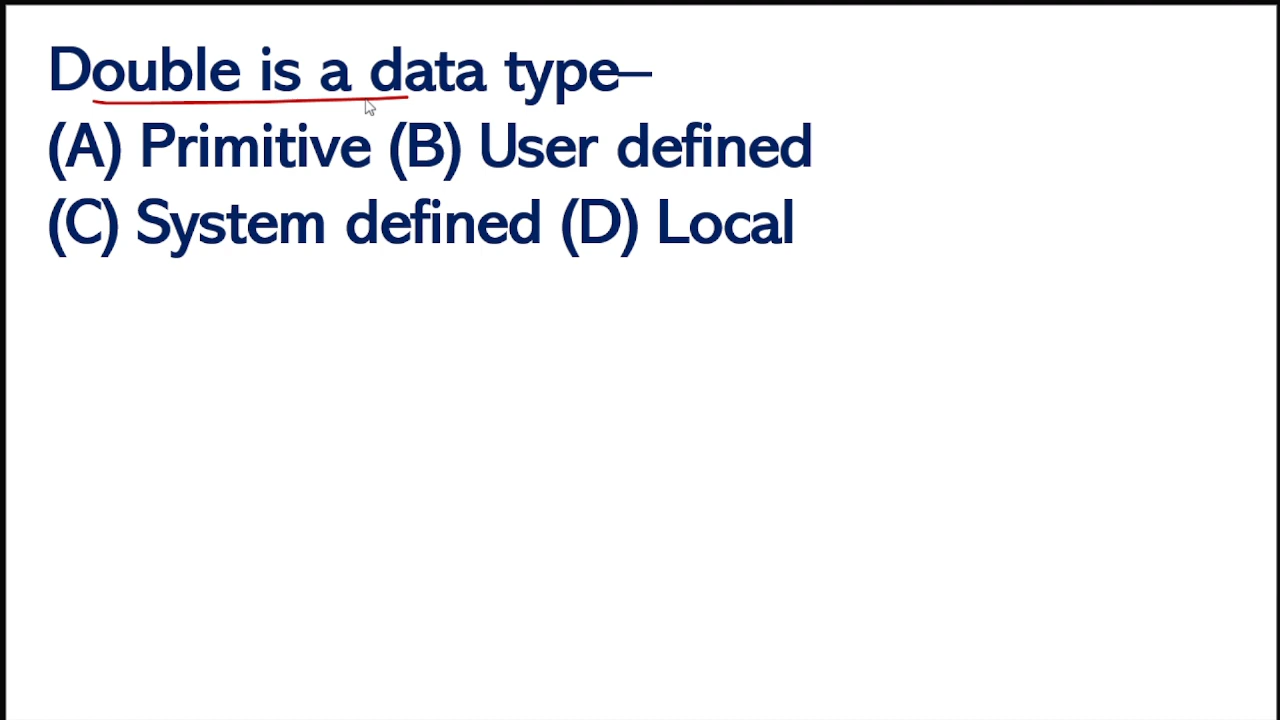 Double is a data type–
(A) Primitive (B) User defined
(C) System defined (D) Local